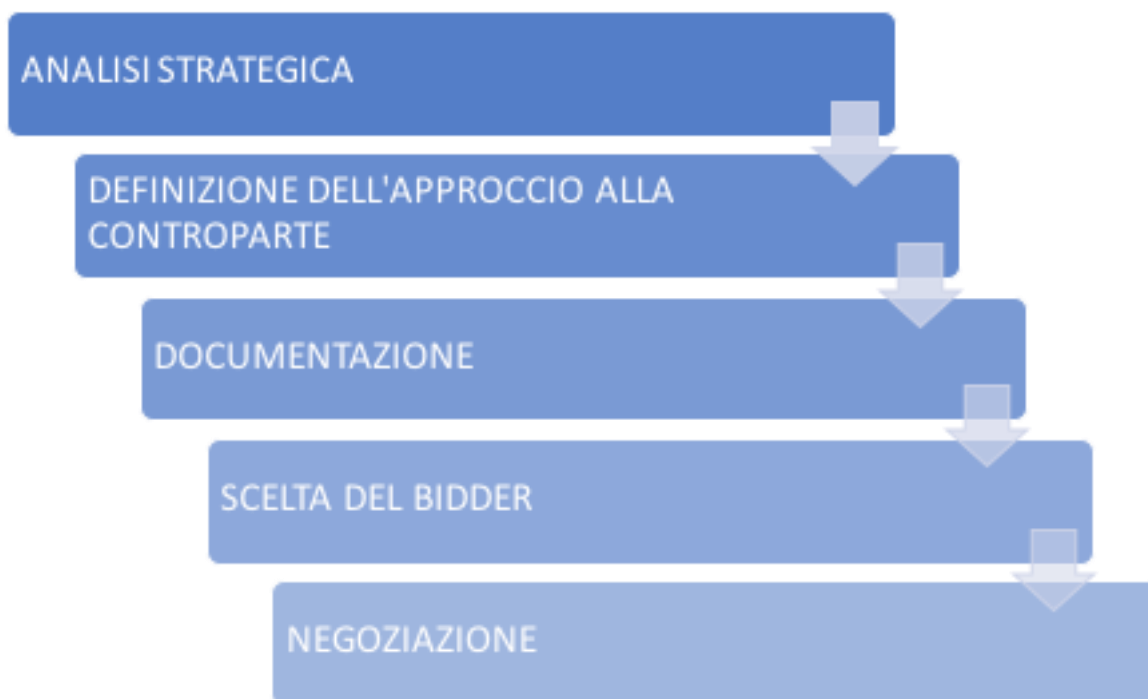 ANALISI STRATEGICA
DEFINIZIONE DELL'APPROCCIO ALLA
CONTROPARTE
DOCUMENTAZIONE
SCELTA DEL BIDDER
NEGOZIAZIONE